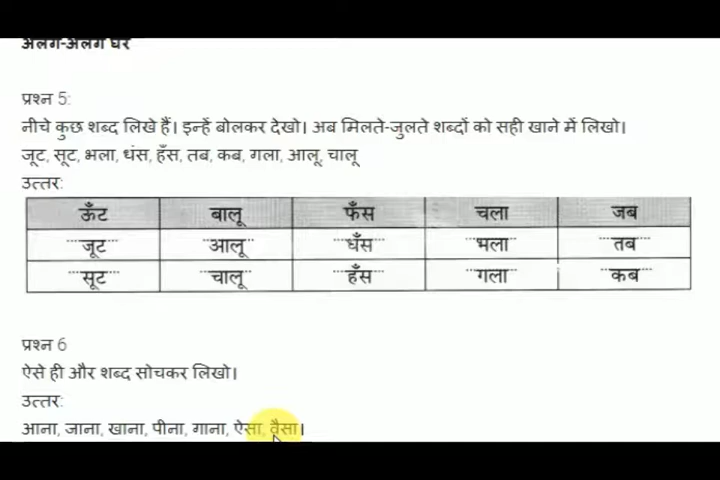 अलग-अलग घर
प्रश्न 5:
नीचे कुछ शब्द लिखे हैं। इन्हें बोलकर देखो। अब मिलते-जुलते शब्दों को सही खाने में लिखो।
जूट, सूट, भला, धंस, हँस, तब, कब, गला, आलू, चालू
उत्तर:
ऊँट बालू फँस चला जब
जूट आलू धँस भला तब
सूट चालू हँस गला कब
प्रश्न 6
ऐसे ही और शब्द सोचकर लिखो।
उत्तर:
आना, जाना, खाना, पीना, गाना, ऐसा, वैसा।